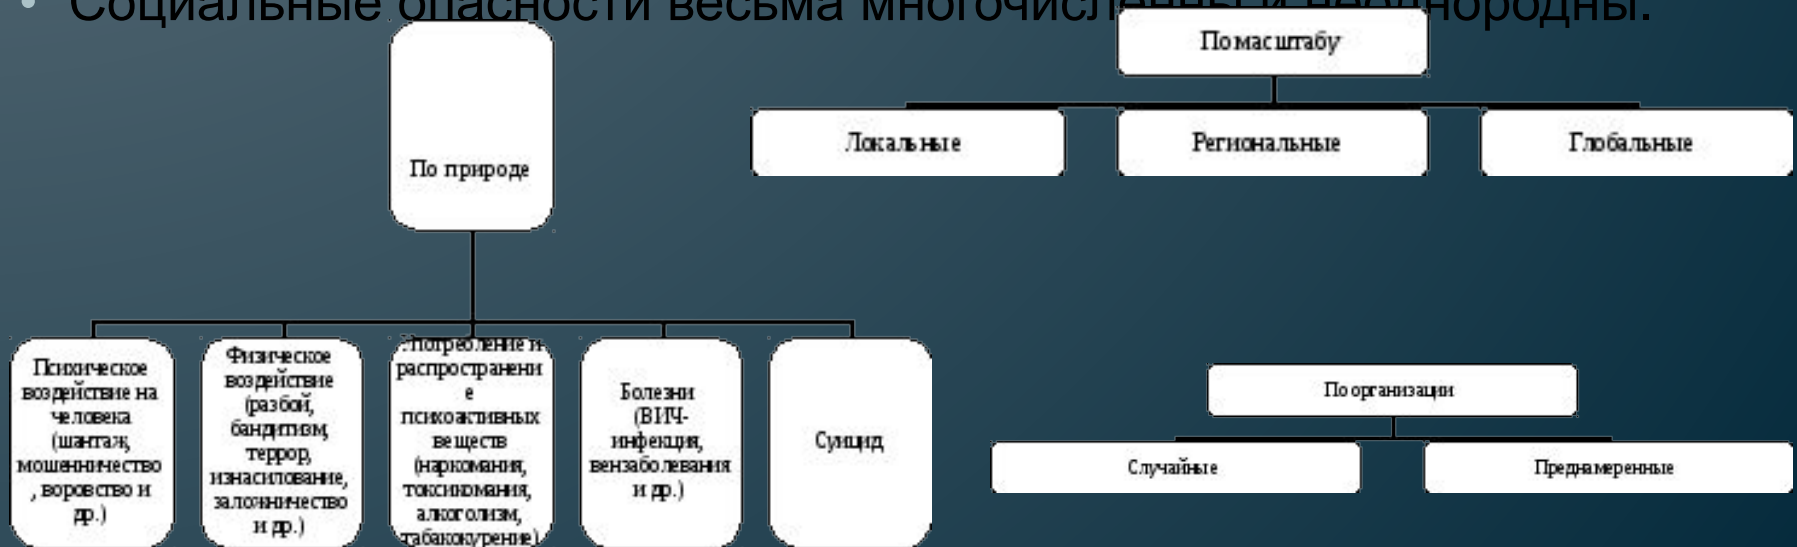 • Социальные опасности весьма многочисленны и неоднородны.
По природе
Психическое
воздействие на
человека
(шантаж,
мошенничество
, воровство и
др.)
Физическое
воздействие
(разбой,
бандитизм,
террор,
изнасилование,
заложничество
и др.)
употребление и
распространени
е
психоактивных
веществ
(наркомания,
токсикомания,
алкоголизм,
табакокурение)
Болезни
(ВИЧ-
инфекция,
вензаболевания
и др.)
Суицид
По масштабу
Локальные
Региональные
Глобальные
По организации
Случайные
Преднамеренные